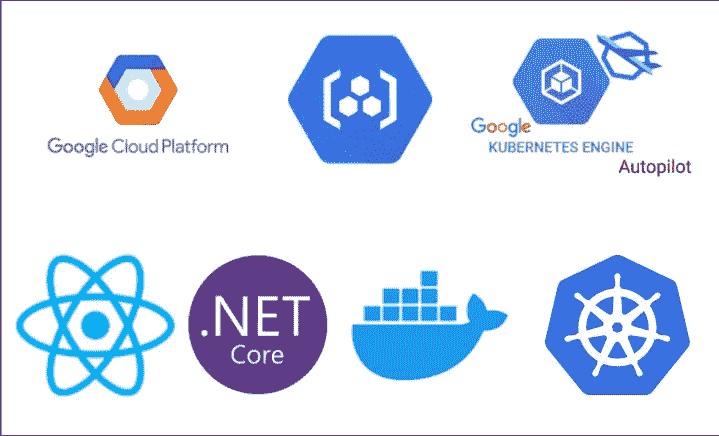 Google Cloud Platform
Google
KUBERNETES ENGINE
Autopilot
.NET
Core